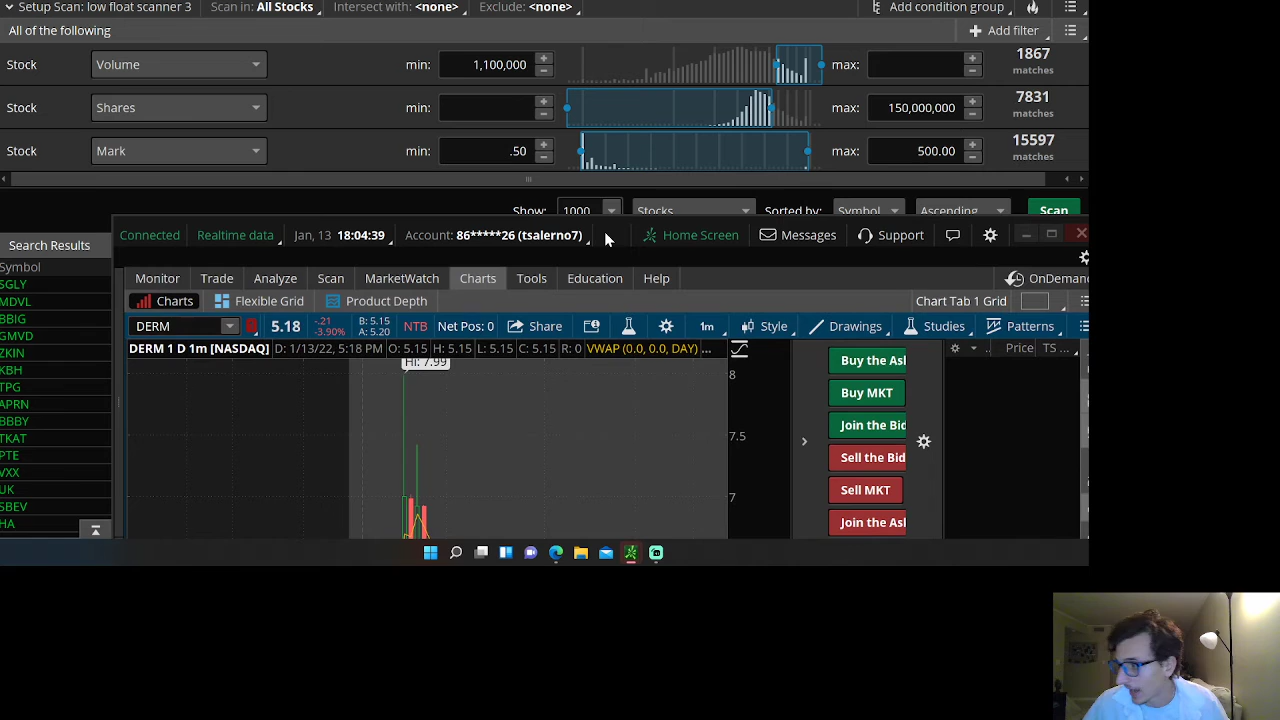 Setup Scan: low float scanner 3 Scan in: All Stocks Intersect with: <none> Exclude: <none> Add condition group
All of the following Add filter
Stock Volume min: 1,100,000 max: 1867 matches
Stock Shares min: max: 150,000,000 7831 matches
Stock Mark min: .50 max: 500.00 15597 matches
Show: 1000 Stocks Sorted by: Symbol Ascending Scan
Search Results
Symbol
SGLY
MDVL
BBIG
GMVD
ZKIN
KBH
TPG
APRN
BBBY
TKAT
PTE
VXX
UK
SBEV
HA
Connected Realtime data Jan, 13 18:04:39 Account: 86*****26 (tsalerno7) Home Screen Messages Support
Monitor Trade Analyze Scan MarketWatch Charts Tools Education Help OnDemand
Charts Flexible Grid Product Depth Chart Tab 1 Grid
DERM 5.18 -.21 -3.90% B: 5.15 A: 5.20 NTB Net Pos: 0 Share 1m Style Drawings Studies Patterns
DERM 1 D 1m [NASDAQ] D: 1/13/22, 5:18 PM O: 5.15 H: 5.15 L: 5.15 C: 5.15 R: 0 VWAP (0.0, 0.0, DAY) ... Price TS ...
Hi: 7.99
8
7.5
7
Buy the Asl
Buy MKT
Join the Bid
Sell the Bid
Sell MKT
Join the Asl